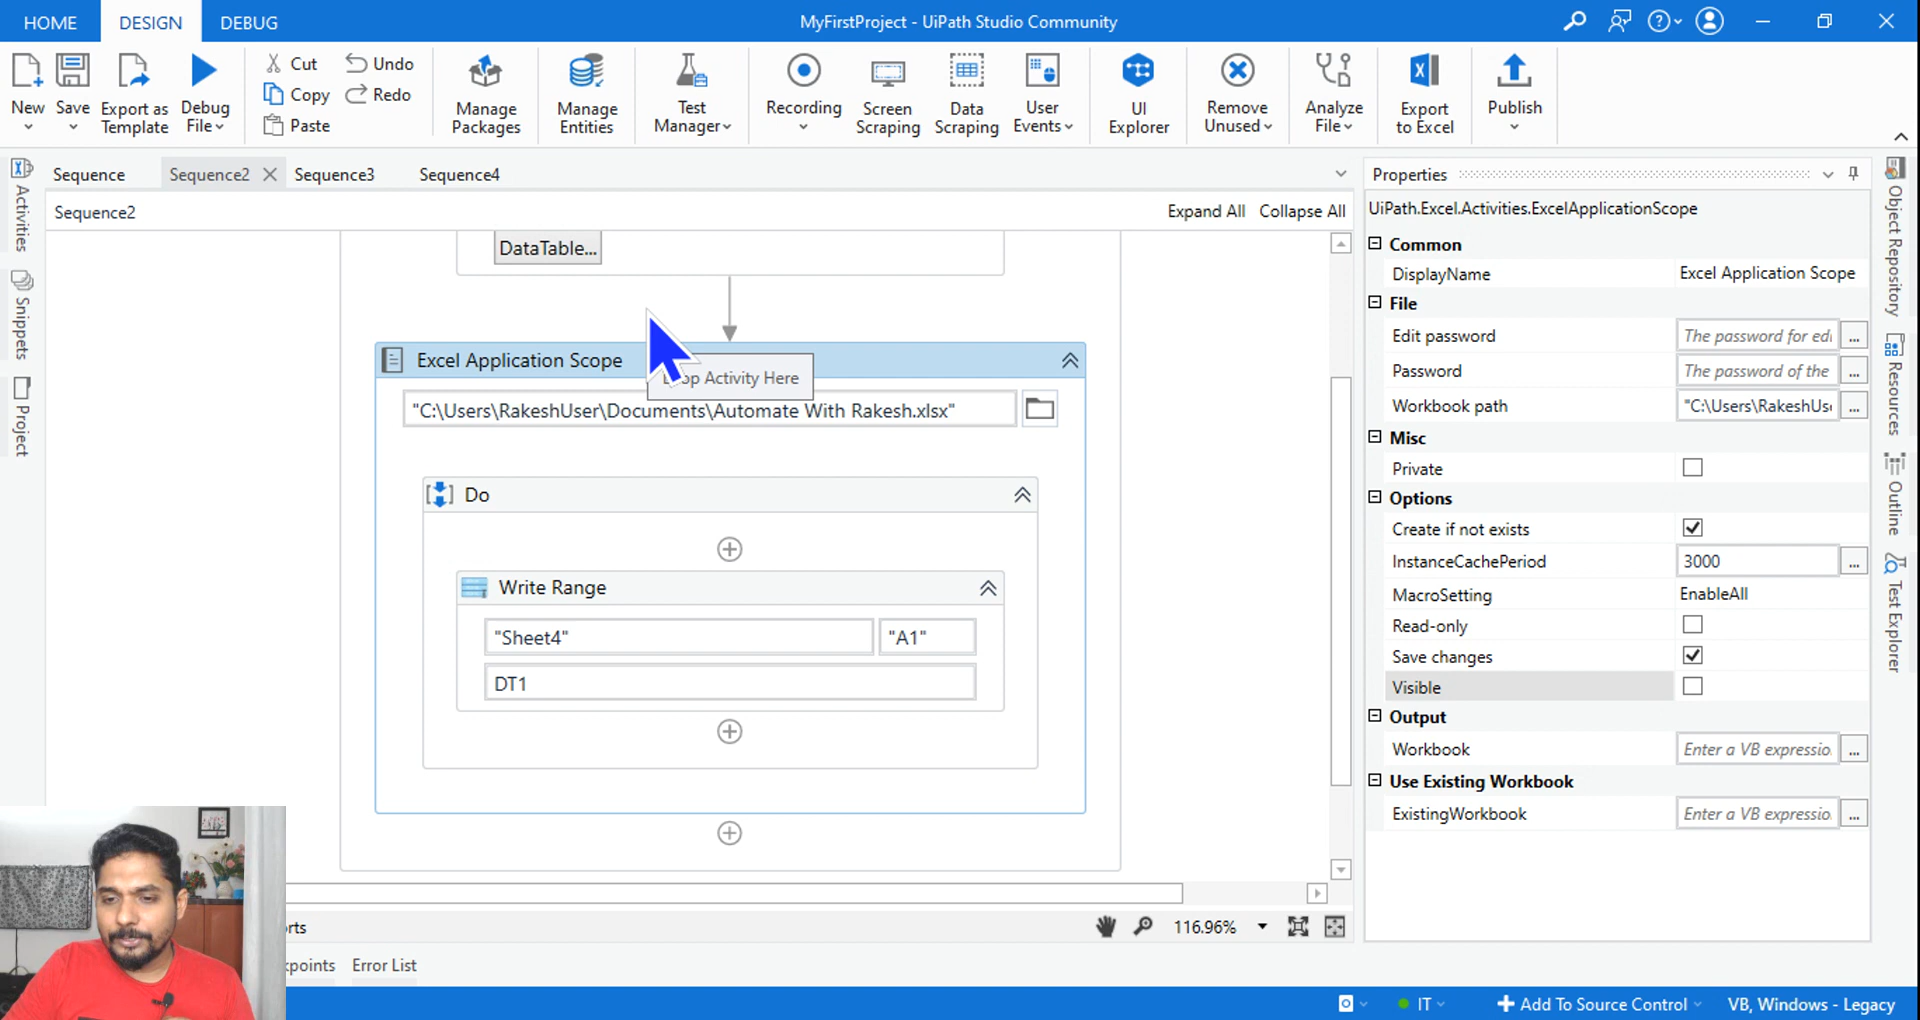 HOME
DESIGN
DEBUG
MyFirstProject - UiPath Studio Community
New
Save
Export as
Template
Debug
File
Cut
Copy
Paste
Undo
Redo
Manage
Packages
Manage
Entities
Test
Manager
Recording
Screen
Scraping
Data
Scraping
User
Events
UI
Explorer
Remove
Unused
Analyze
File
Export
to Excel
Publish
Activities
Snippets
Project
Sequence
Sequence2
Sequence3
Sequence4
Sequence2
Expand All
Collapse All
DataTable...
Excel Application Scope
Activity Here
"C:\Users\RakeshUser\Documents\Automate With Rakesh.xlsx"
Do
Write Range
"Sheet4"
"A1"
DT1
Properties
UiPath.Excel.Activities.ExcelApplicationScope
Common
DisplayName
Excel Application Scope
File
Edit password
The password for edi
...
Password
The password of the
...
Workbook path
"C:\Users\RakeshUs
...
Misc
Private
Options
Create if not exists
InstanceCachePeriod
3000
...
MacroSetting
EnableAll
Read-only
Save changes
Visible
Output
Workbook
Enter a VB expressio
...
Use Existing Workbook
ExistingWorkbook
Enter a VB expressio
...
Object Repository
Resources
Outline
Test Explorer
rts
116.96%
kpoints
Error List
IT
Add To Source Control
VB, Windows - Legacy